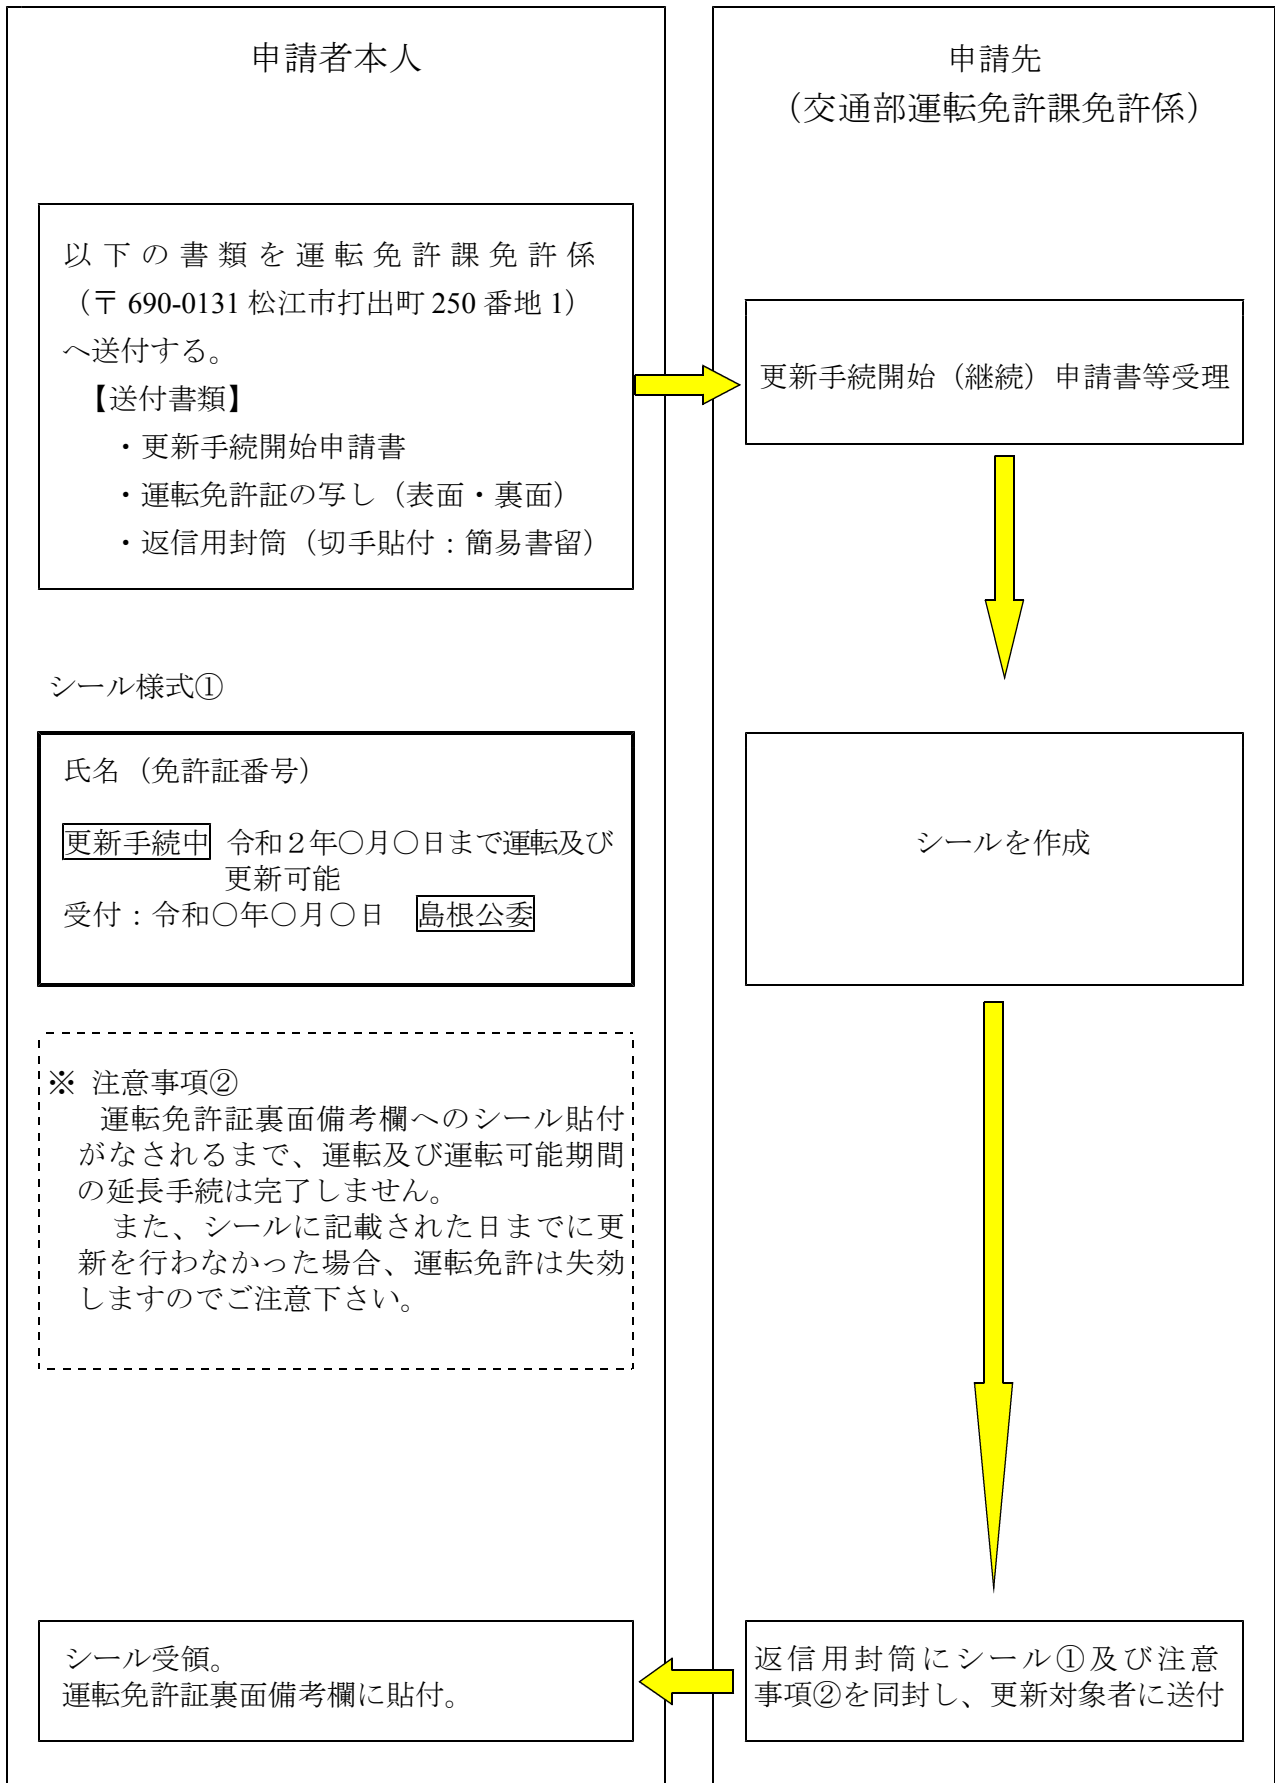 申請者本人
以下の書類を運転免許課免許係
（〒690-0131松江市打出町250番地1）
へ送付する。
【送付書類】
・更新手続開始申請書
・運転免許証の写し（表面・裏面）
・返信用封筒（切手貼付：簡易書留）
シール様式①
氏名（免許証番号）
更新手続中 令和２年○月○日まで運転及び
更新可能
受付：令和○年○月○日 島根公委
※ 注意事項②
運転免許証裏面備考欄へのシール貼付
がなされるまで、運転及び運転可能期間
の延長手続は完了しません。
また、シールに記載された日までに更
新を行わなかった場合、運転免許は失効
しますのでご注意下さい。
シール受領。
運転免許証裏面備考欄に貼付。
申請先
（交通部運転免許課免許係）
更新手続開始（継続）申請書等受理
シールを作成
返信用封筒にシール①及び注意
事項②を同封し、更新対象者に送付